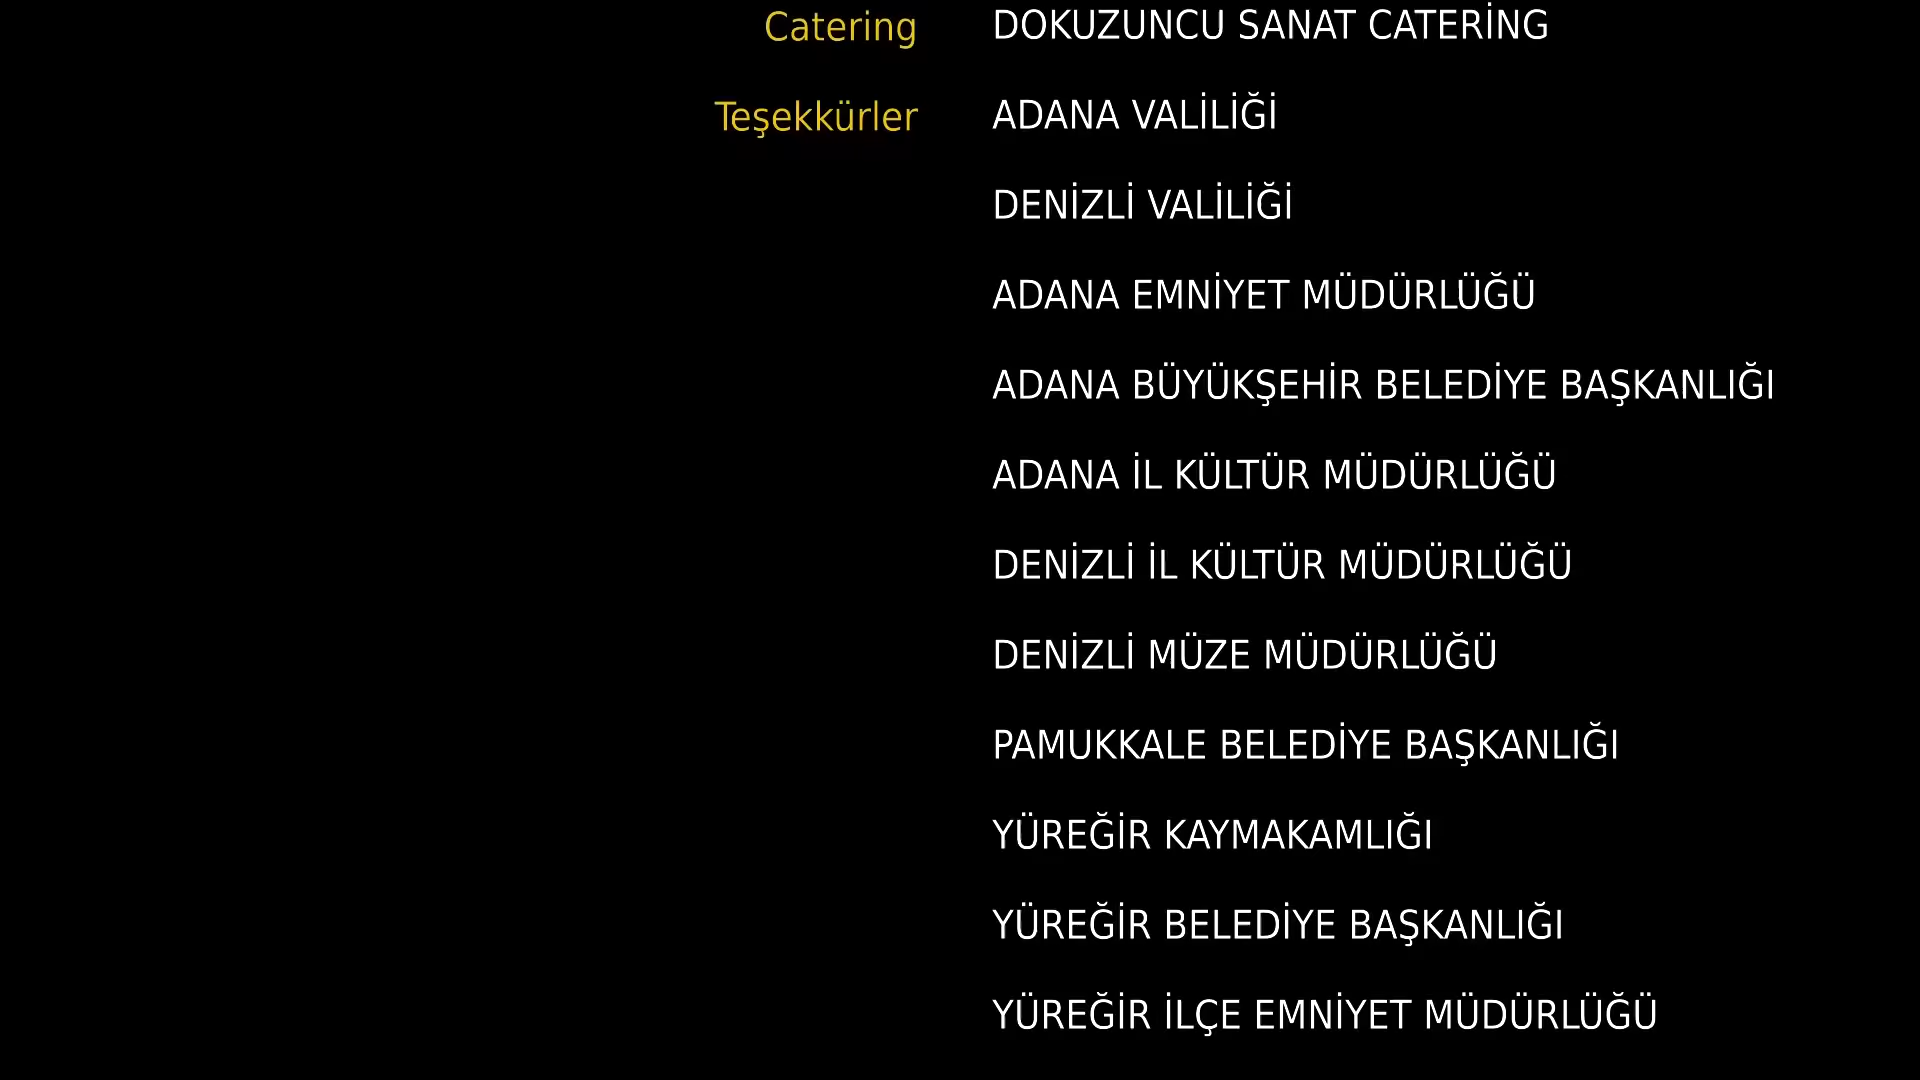 Catering DOKUZUNCU SANAT CATERİNG
Teşekkürler ADANA VALİLİĞİ
DENİZLİ VALİLİĞİ
ADANA EMNİYET MÜDÜRLÜĞÜ
ADANA BÜYÜKŞEHİR BELEDİYE BAŞKANLIĞI
ADANA İL KÜLTÜR MÜDÜRLÜĞÜ
DENİZLİ İL KÜLTÜR MÜDÜRLÜĞÜ
DENİZLİ MÜZE MÜDÜRLÜĞÜ
PAMUKKALE BELEDİYE BAŞKANLIĞI
YÜREĞİR KAYMAKAMLIĞI
YÜREĞİR BELEDİYE BAŞKANLIĞI
YÜREĞİR İLÇE EMNİYET MÜDÜRLÜĞÜ